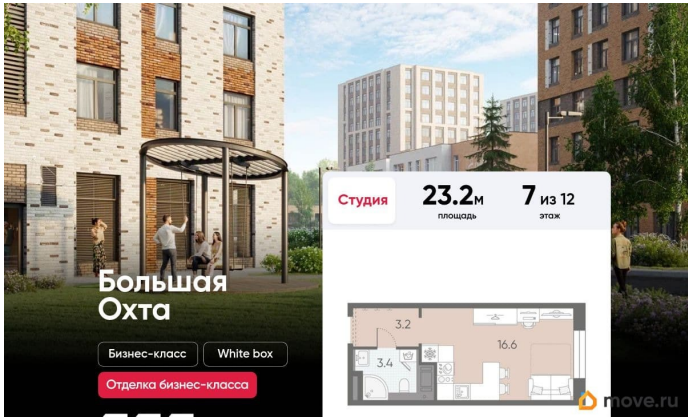 Студия
23.2м
площадь
7 из 12
этаж
Большая
Охта
Бизнес-класс
White box
Отделка бизнес-класса
3.2
16.6
3.4
move.ru